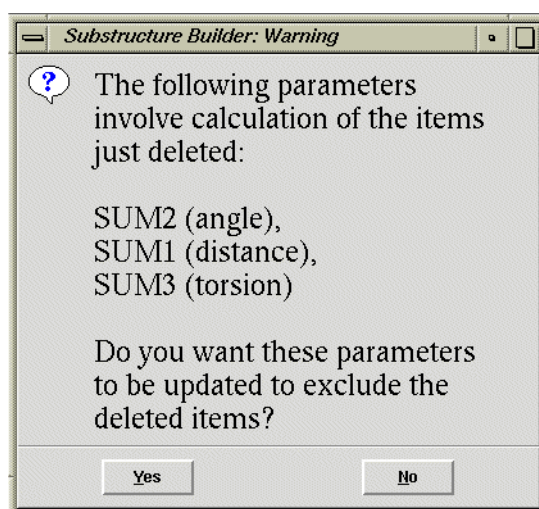 Substructure Builder: Warning
?
The following parameters
involve calculation of the items
just deleted:
SUM2 (angle),
SUM1 (distance),
SUM3 (torsion)
Do you want these parameters
to be updated to exclude the
deleted items?
Yes
No